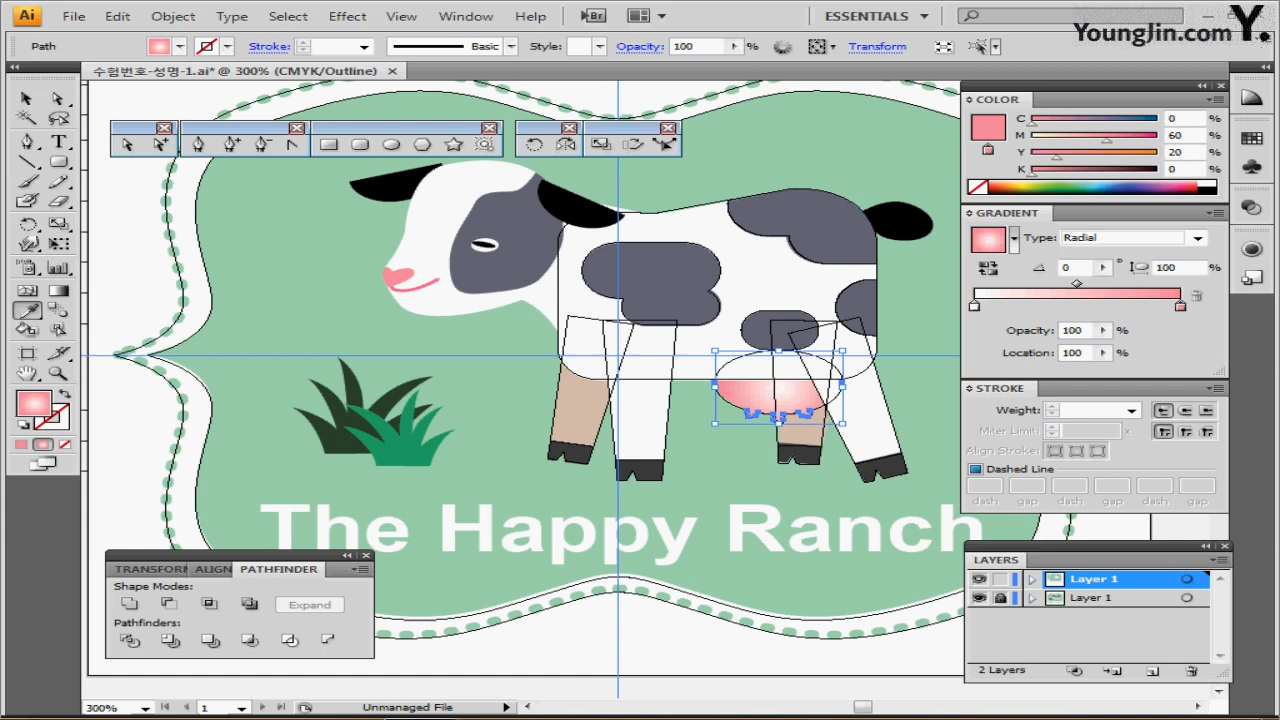 Ai File Edit Object Type Select Effect View Window Help Br ESSENTIALS
YoungJin.com Y.
Path Stroke: Basic Style: Opacity: 100 % Transform
수험번호-성명-1.ai* @ 300% (CMYK/Outline)
COLOR
C 0 %
M 60 %
Y 20 %
K 0 %
GRADIENT
Type: Radial
0 ° 100 %
Opacity: 100 %
Location: 100 %
STROKE
Weight:
Miter Limit: x
Align Stroke:
Dashed Line
dash gap dash gap dash gap
The Happy Ranch
LAYERS
Layer 1
Layer 1
2 Layers
TRANSFORM ALIGN PATHFINDER
Shape Modes:
Expand
Pathfinders:
300% 1 Unmanaged File